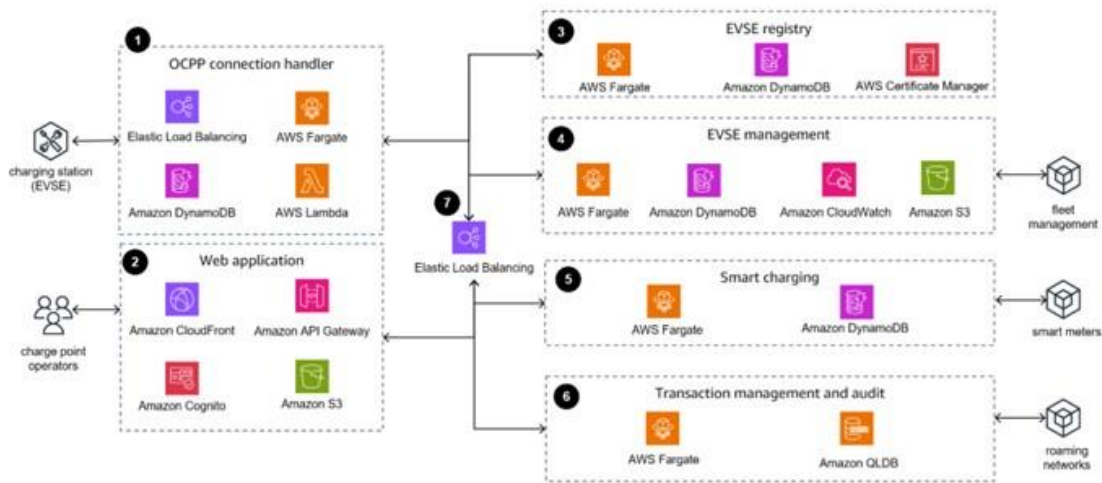 1
OCPP connection handler
Elastic Load Balancing
AWS Fargate
Amazon DynamoDB
AWS Lambda
charging station
(EVSE)
2
Web application
Amazon CloudFront
Amazon API Gateway
Amazon Cognito
Amazon S3
charge point
operators
7
Elastic Load Balancing
3
EVSE registry
AWS Fargate
Amazon DynamoDB
AWS Certificate Manager
4
EVSE management
AWS Fargate
Amazon DynamoDB
Amazon CloudWatch
Amazon S3
fleet
management
5
Smart charging
AWS Fargate
Amazon DynamoDB
smart meters
6
Transaction management and audit
AWS Fargate
Amazon QLDB
roaming
networks